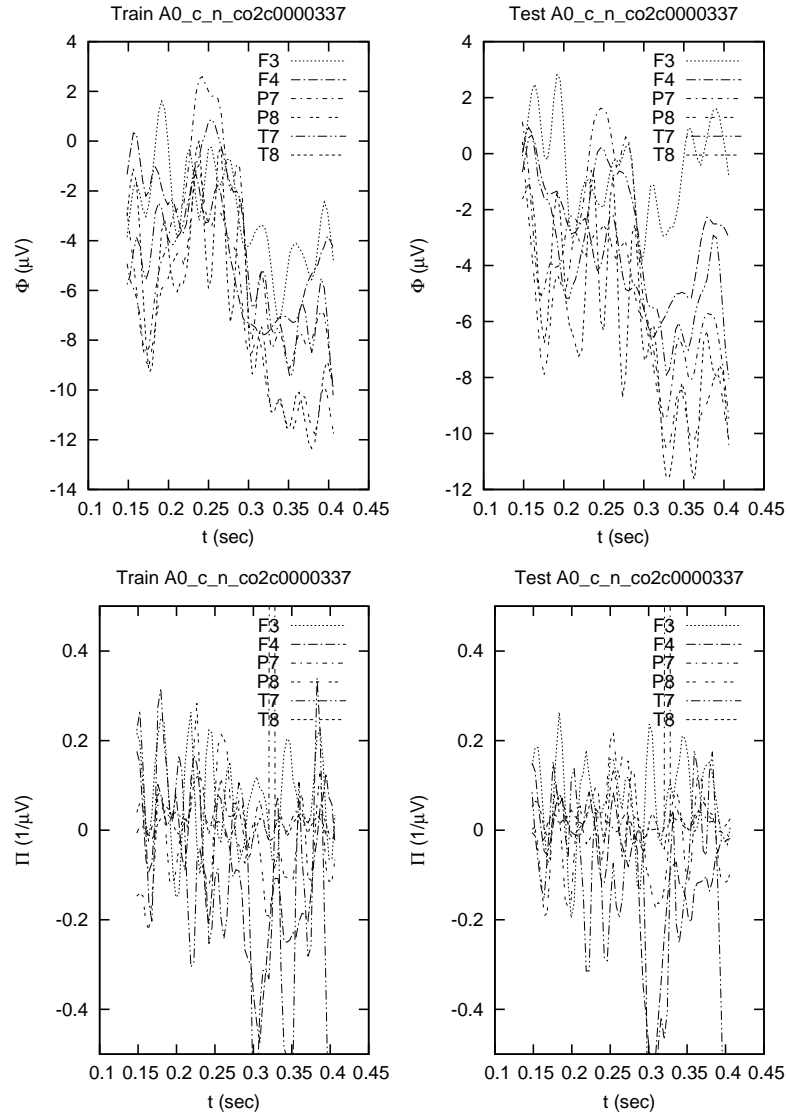 Train A0_c_n_co2c0000337
4
2
0
-2
-4
-6
-8
-10
-12
-14
Φ (μV)
0.1 0.15 0.2 0.25 0.3 0.35 0.4 0.45
t (sec)
F3
F4
P7
P8
T7
T8
Test A0_c_n_co2c0000337
4
2
0
-2
-4
-6
-8
-10
-12
Φ (μV)
0.1 0.15 0.2 0.25 0.3 0.35 0.4 0.45
t (sec)
F3
F4
P7
P8
T7
T8
Train A0_c_n_co2c0000337
0.4
0.2
0
-0.2
-0.4
Π (1/μV)
0.1 0.15 0.2 0.25 0.3 0.35 0.4 0.45
t (sec)
F3
F4
P7
P8
T7
T8
Test A0_c_n_co2c0000337
0.4
0.2
0
-0.2
-0.4
Π (1/μV)
0.1 0.15 0.2 0.25 0.3 0.35 0.4 0.45
t (sec)
F3
F4
P7
P8
T7
T8